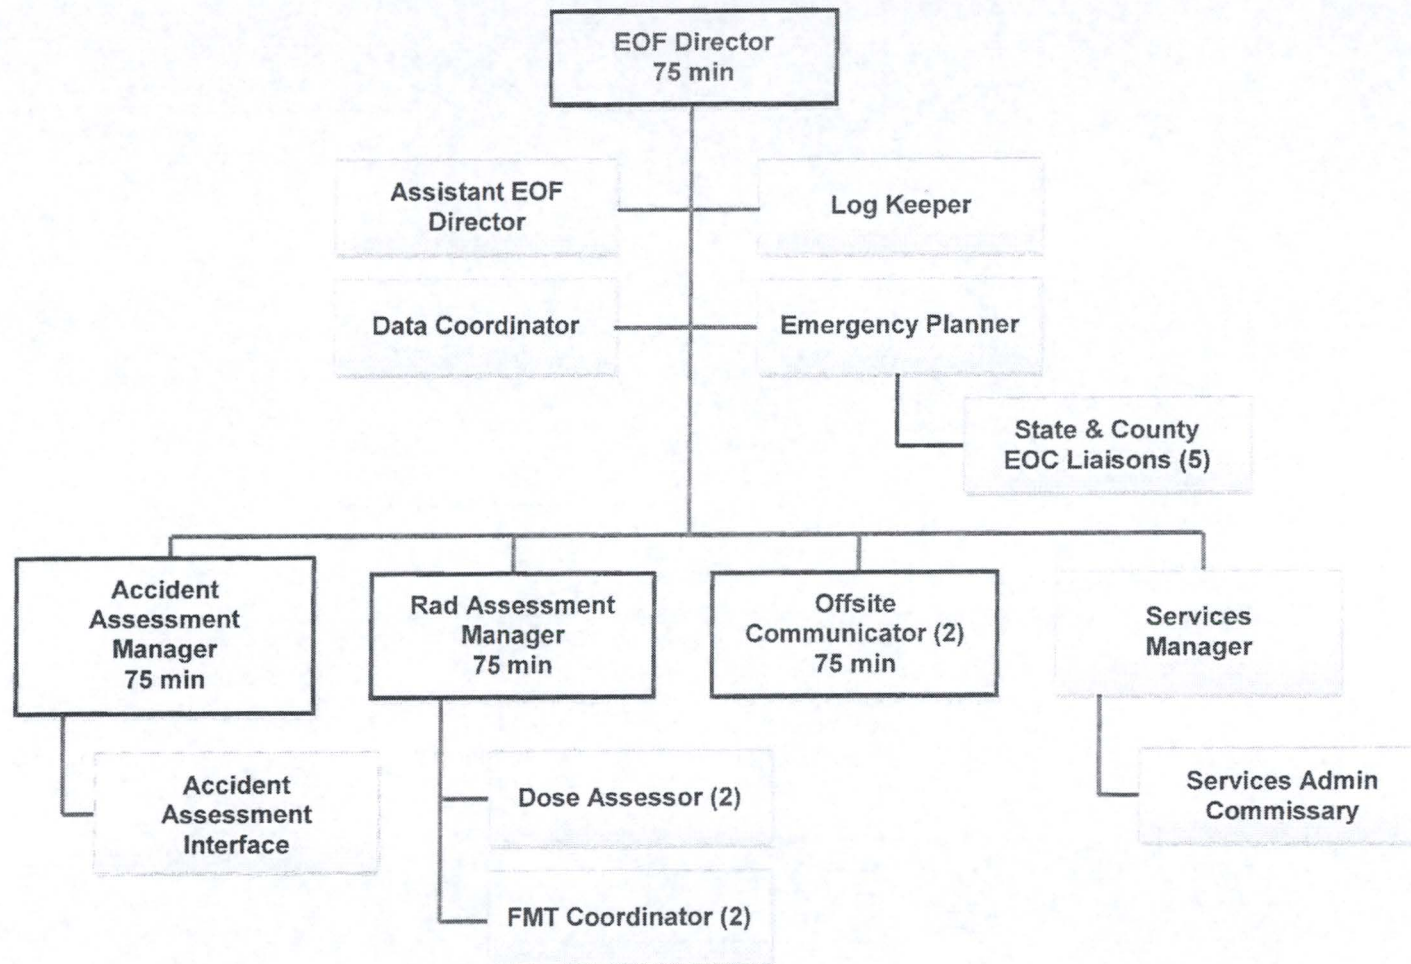 EOF Director
75 min
Assistant EOF
Director
Log Keeper
Data Coordinator
Emergency Planner
State & County
EOC Liaisons (5)
Accident
Assessment
Manager
75 min
Rad Assessment
Manager
75 min
Offsite
Communicator (2)
75 min
Services
Manager
Accident
Assessment
Interface
Dose Assessor (2)
FMT Coordinator (2)
Services Admin
Commissary